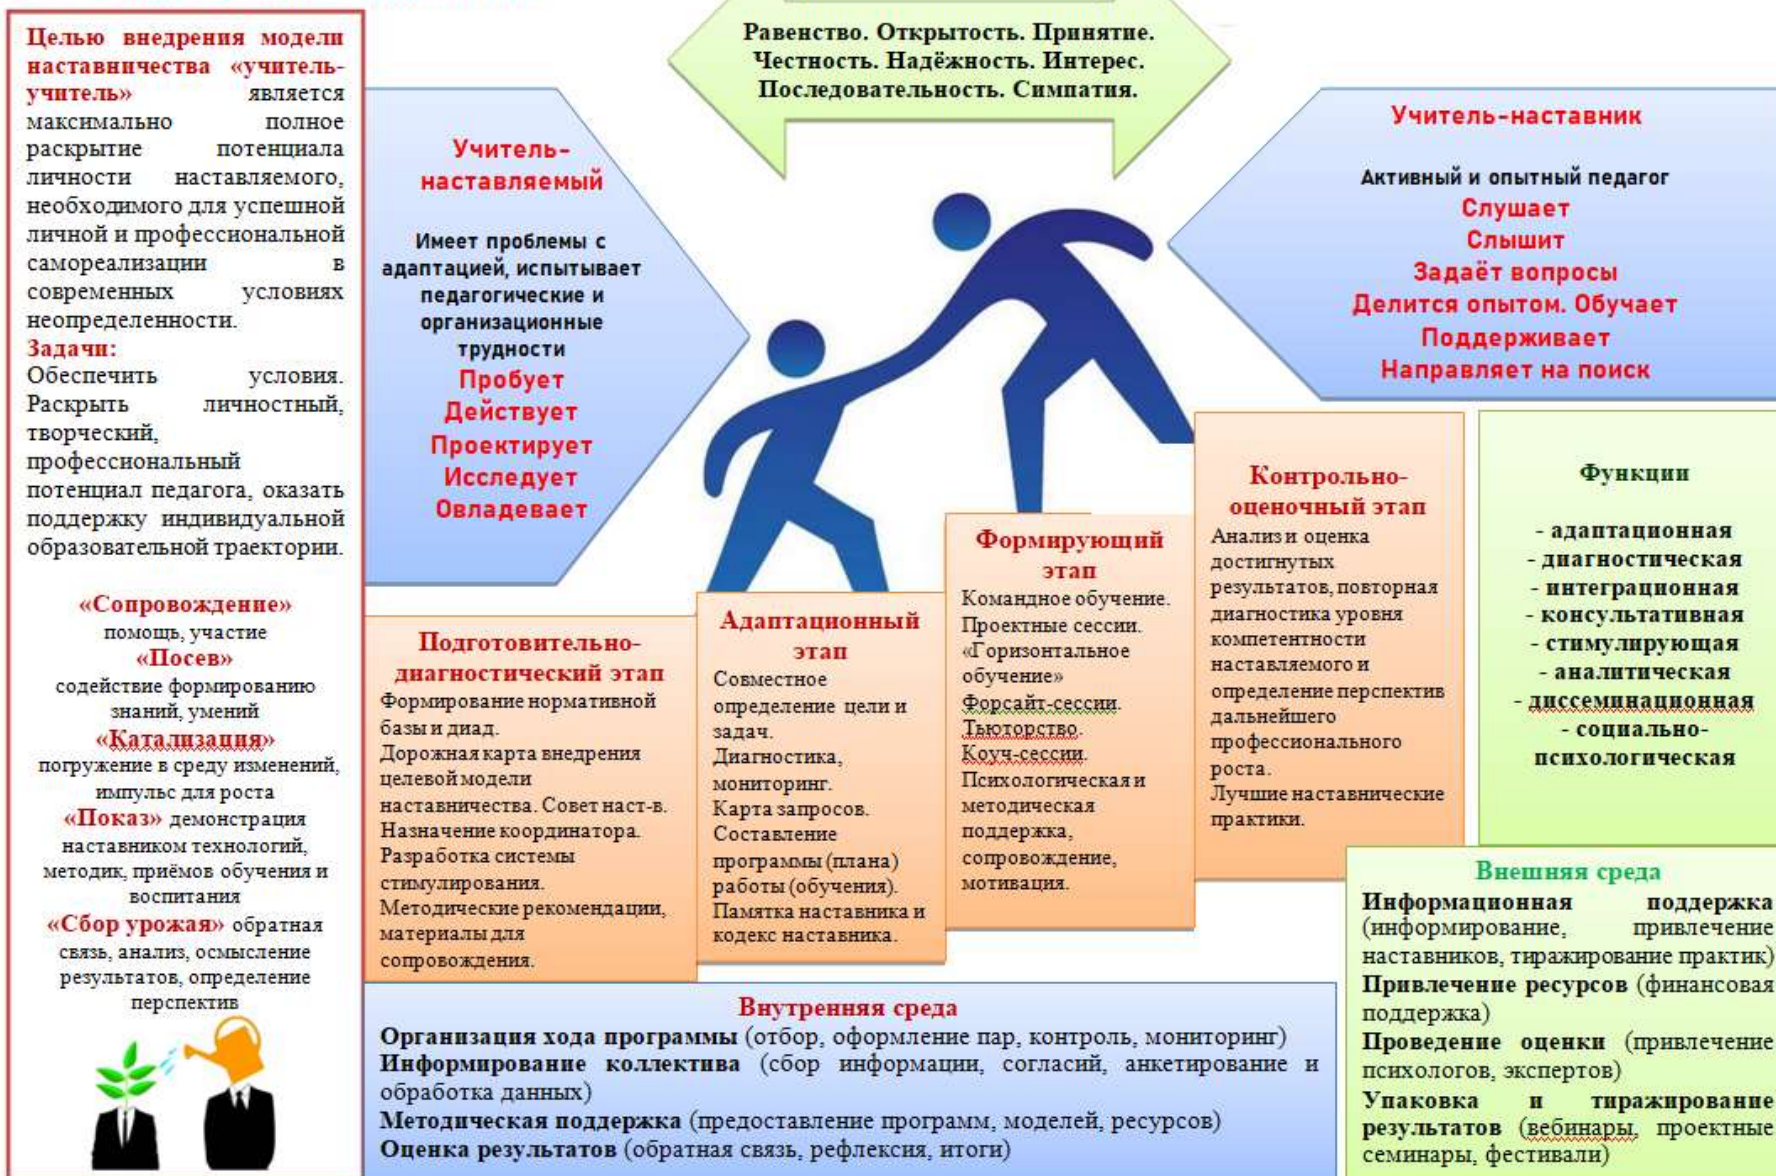 Целью внедрения модели
наставничества «учитель-
учитель» является
максимально полное
раскрытие потенциала
личности наставляемого,
необходимого для успешной
личной и профессиональной
самореализации в
современных условиях
неопределенности.
Задачи:
Обеспечить условия.
Раскрыть личностный,
творческий,
профессиональный
потенциал педагога, оказать
поддержку индивидуальной
образовательной траектории.
«Сопровождение»
помощь, участие
«Посев»
содействие формированию
знаний, умений
«Катализация»
погружение в среду изменений,
импульс для роста
«Показ» демонстрация
наставником технологий,
методик, приёмов обучения и
воспитания
«Сбор урожая» обратная
связь, анализ, осмысление
результатов, определение
перспектив
Равенство. Открытость. Принятие.
Честность. Надёжность. Интерес.
Последовательность. Симпатия.
Учитель-
наставляемый
Имеет проблемы с
адаптацией, испытывает
педагогические и
организационные
трудности
Пробует
Действует
Проектирует
Исследует
Овладевает
Учитель-наставник
Активный и опытный педагог
Слушает
Слышит
Задаёт вопросы
Делится опытом. Обучает
Поддерживает
Направляет на поиск
Подготовительно-
диагностический этап
Формирование нормативной
базы и диад.
Дорожная карта внедрения
целевой модели
наставничества. Совет наст-в.
Назначение координатора.
Разработка системы
стимулирования.
Методические рекомендации,
материалы для
сопровождения.
Адаптационный
этап
Совместное
определение цели и
задач.
Диагностика,
мониторинг.
Карта запросов.
Составление
программы (плана)
работы (обучения).
Памятка наставника и
кодекс наставника.
Формирующий
этап
Командное обучение.
Проектные сессии.
«Горизонтальное
обучение»
Форсайт-сессии.
Тьюторство.
Коуч-сессии.
Психологическая и
методическая
поддержка,
сопровождение,
мотивация.
Контрольно-
оценочный этап
Анализ и оценка
достигнутых
результатов, повторная
диагностика уровня
компетентности
наставляемого и
определение перспектив
дальнейшего
профессионального
роста.
Лучшие наставнические
практики.
Функции
- адаптационная
- диагностическая
- интеграционная
- консультативная
- стимулирующая
- аналитическая
- диссеминационная
- социально-
психологическая
Внутренняя среда
Организация хода программы (отбор, оформление пар, контроль, мониторинг)
Информирование коллектива (сбор информации, согласий, анкетирование и
обработка данных)
Методическая поддержка (предоставление программ, моделей, ресурсов)
Оценка результатов (обратная связь, рефлексия, итоги)
Внешняя среда
Информационная поддержка
(информирование, привлечение
наставников, тиражирование практик)
Привлечение ресурсов (финансовая
поддержка)
Проведение оценки (привлечение
психологов, экспертов)
Упаковка и тиражирование
результатов (вебинары, проектные
семинары, фестивали)